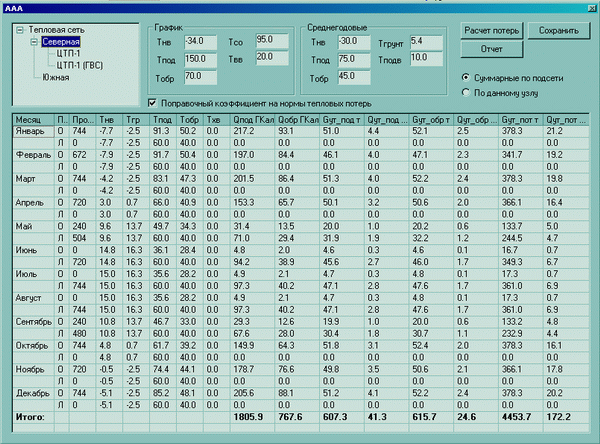 AAA
Тепловая сеть
Северная
ЦТП-1
ЦТП-1 (ГВС)
Южная
График
Тнв -34.0 Тсо 95.0
Тпод 150.0 Твв 20.0
Тобр 70.0
Среднегодовые
Тнв -30.0 Тгрунт 5.4
Тпод 75.0 Тподв 10.0
Тобр 45.0
Расчет потерь Сохранить
Отчет
Суммарные по подсети
По данному узлу
Поправочный коэффициент на нормы тепловых потерь
Месяц П.. Про... Тнв Тгр Тпод Тобр Тхв Qпод ГКал Qобр ГКал Gут_под т Qут_под ... Gут_обр т Qут_обр ... Gут_пот т Qут_пот ...
Январь О 744 -7.7 -2.5 91.3 50.2 0.0 217.2 93.1 51.0 4.4 52.1 2.5 378.3 21.2
Л 0 -7.7 -2.5 60.0 40.0 0.0 0.0 0.0 0.0 0.0 0.0 0.0 0.0 0.0
Февраль О 672 -7.9 -2.5 91.7 50.4 0.0 197.0 84.4 46.1 4.0 47.1 2.3 341.7 19.2
Л 0 -7.9 -2.5 60.0 40.0 0.0 0.0 0.0 0.0 0.0 0.0 0.0 0.0 0.0
Март О 744 -4.2 -2.5 83.1 47.3 0.0 201.5 86.4 51.3 4.0 52.2 2.4 378.3 19.8
Л 0 -4.2 -2.5 60.0 40.0 0.0 0.0 0.0 0.0 0.0 0.0 0.0 0.0 0.0
Апрель О 720 3.0 0.7 66.0 40.9 0.0 153.3 65.7 50.1 3.2 50.6 2.0 366.1 16.4
Л 0 3.0 0.7 60.0 40.0 0.0 0.0 0.0 0.0 0.0 0.0 0.0 0.0 0.0
Май О 240 9.6 13.7 49.7 34.3 0.0 31.4 13.5 20.0 1.0 20.2 0.6 133.7 5.0
Л 504 9.6 13.7 60.0 40.0 0.0 71.0 29.4 31.9 1.9 32.2 1.2 244.5 4.7
Июнь О 0 14.8 16.3 36.1 28.4 0.0 4.8 2.0 4.6 0.3 4.6 0.1 16.7 0.7
Л 720 14.8 16.3 60.0 40.0 0.0 94.2 38.9 45.6 2.7 46.0 1.7 349.3 6.7
Июль О 0 15.0 16.3 35.6 28.2 0.0 4.9 2.1 4.7 0.3 4.8 0.1 17.3 0.7
Л 744 15.0 16.3 60.0 40.0 0.0 97.3 40.2 47.1 2.8 47.6 1.7 361.0 6.9
Август О 0 15.0 16.3 35.6 28.2 0.0 4.9 2.1 4.7 0.3 4.8 0.1 17.3 0.7
Л 744 15.0 16.3 60.0 40.0 0.0 97.3 40.2 47.1 2.8 47.6 1.7 361.0 6.9
Сентябрь О 240 10.8 13.7 46.7 33.0 0.0 29.3 12.6 19.9 1.0 20.0 0.6 133.2 4.8
Л 480 10.8 13.7 60.0 40.0 0.0 67.6 28.0 30.4 1.8 30.7 1.1 232.9 4.4
Октябрь О 744 4.8 0.7 61.7 39.2 0.0 149.9 64.3 51.8 3.1 52.4 2.0 378.3 16.1
Л 0 4.8 0.7 60.0 40.0 0.0 0.0 0.0 0.0 0.0 0.0 0.0 0.0 0.0
Ноябрь О 720 -0.5 -2.5 74.4 44.1 0.0 178.7 76.6 49.8 3.5 50.6 2.1 366.1 17.8
Л 0 -0.5 -2.5 60.0 40.0 0.0 0.0 0.0 0.0 0.0 0.0 0.0 0.0 0.0
Декабрь О 744 -5.1 -2.5 85.2 48.1 0.0 205.6 88.1 51.2 4.1 52.2 2.4 378.3 20.2
Л 0 -5.1 -2.5 60.0 40.0 0.0 0.0 0.0 0.0 0.0 0.0 0.0 0.0 0.0
Итого: 1805.9 767.6 607.3 41.3 615.7 24.6 4453.7 172.2